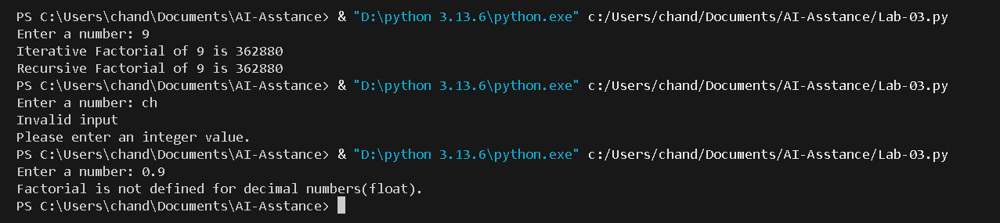 PS C:\Users\chand\Documents\AI-Asstance> & "D:\python 3.13.6\python.exe" c:/Users/chand/Documents/AI-Asstance/Lab-03.py
Enter a number: 9
Iterative Factorial of 9 is 362880
Recursive Factorial of 9 is 362880
PS C:\Users\chand\Documents\AI-Asstance> & "D:\python 3.13.6\python.exe" c:/Users/chand/Documents/AI-Asstance/Lab-03.py
Enter a number: ch
Invalid input
Please enter an integer value.
PS C:\Users\chand\Documents\AI-Asstance> & "D:\python 3.13.6\python.exe" c:/Users/chand/Documents/AI-Asstance/Lab-03.py
Enter a number: 0.9
Factorial is not defined for decimal numbers(float).
PS C:\Users\chand\Documents\AI-Asstance>